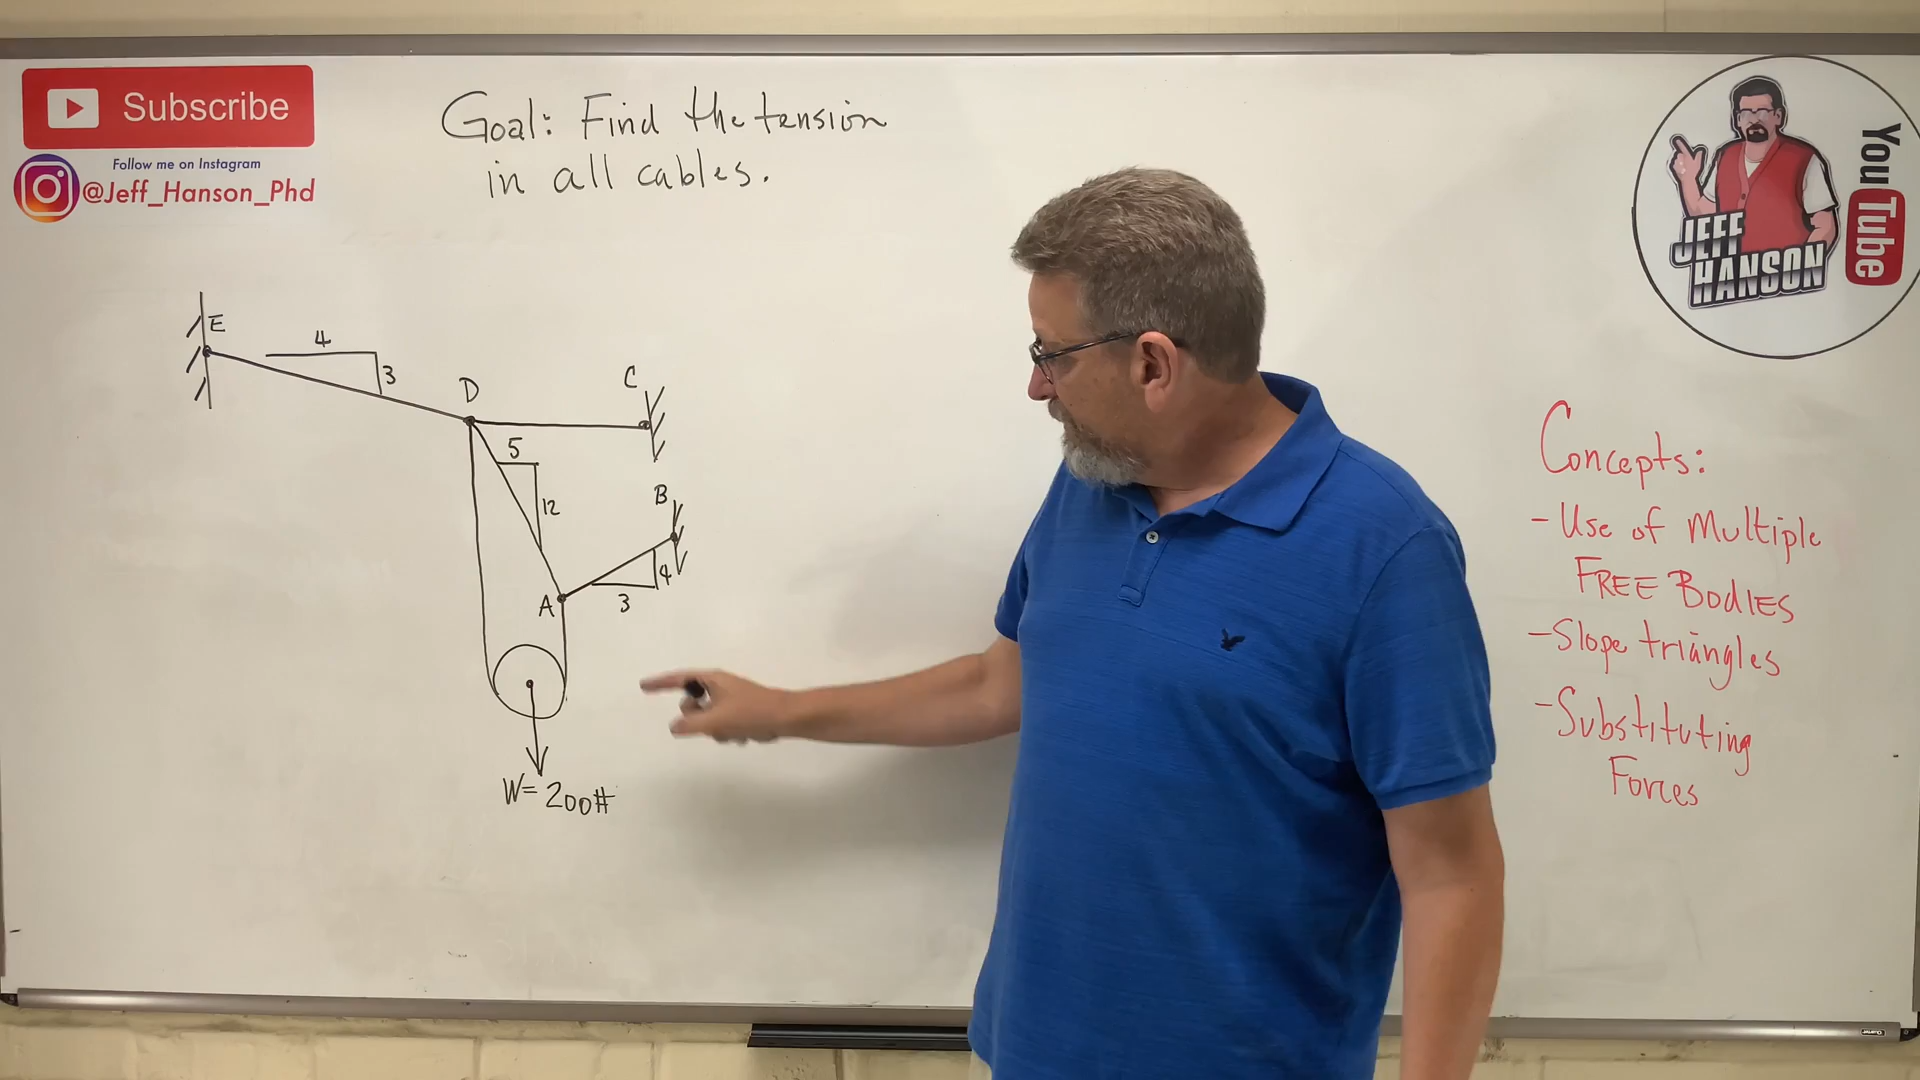 Subscribe
Follow me on Instagram
@Jeff_Hanson_Phd
Goal: Find the tension
in all cables.
E
4
3
D
C
5
12
B
A
4
3
W= 200#
JEFF
HANSON
YouTube
Concepts:
- Use of Multiple
FREE BODIES
- Slope triangles
- Substituting
Forces